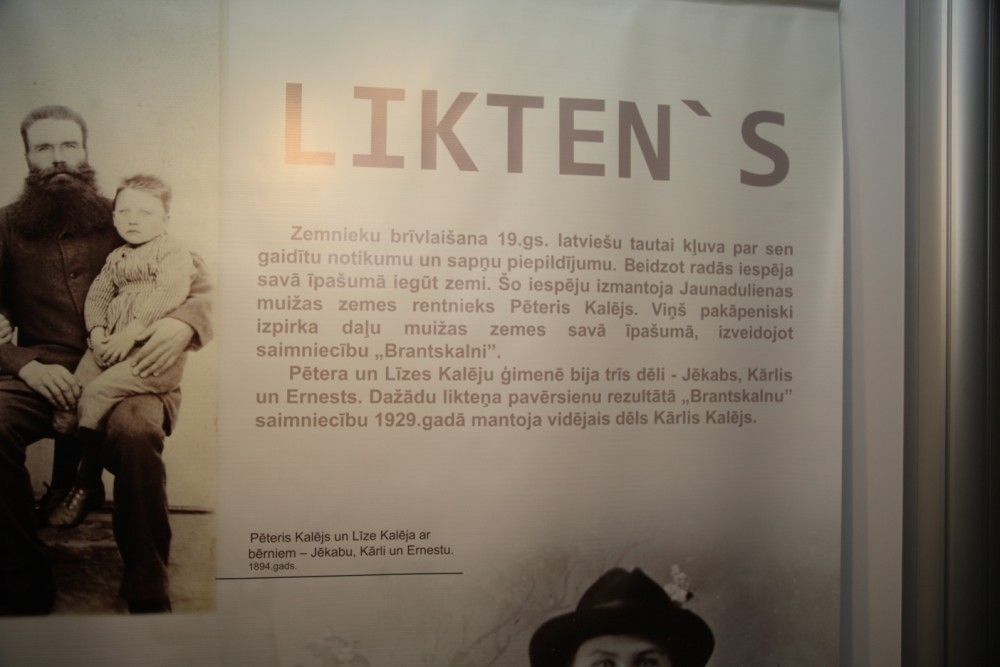 LIKTEN`S
Zemnieku brīvlaišana 19.gs. latviešu tautai kļuva par sen
gaidītu notikumu un sapņu piepildījumu. Beidzot radās iespēja
savā īpašumā iegūt zemi. Šo iespēju izmantoja Jaunadulienas
muižas zemes rentnieks Pēteris Kalējs. Viņš pakāpeniski
izpirka daļu muižas zemes savā īpašumā, izveidojot
saimniecību „Brantskalni”.
Pētera un Līzes Kalēju ģimenē bija trīs dēli - Jēkabs, Kārlis
un Ernests. Dažādu likteņa pavērsienu rezultātā „Brantskalnu”
saimniecību 1929.gadā mantoja vidējais dēls Kārlis Kalējs.
Pēteris Kalējs un Līze Kalēja ar
bērniem – Jēkabu, Kārli un Ernestu.
1894.gads.